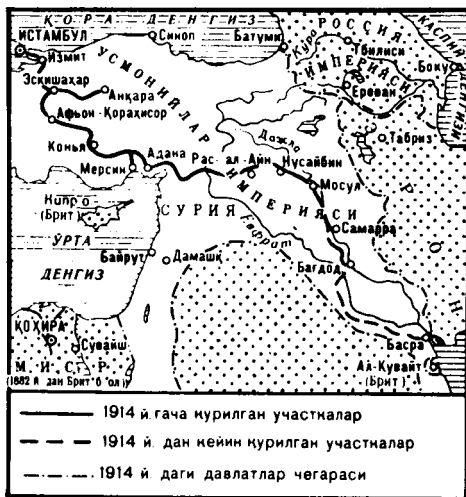 ҚОРА ДЕНГИЗ
РОССИЯ
ИМПЕРИЯСИ
КАСПИЙ
ИСТАМБУЛ
Измит
Синоп
Батуми
Кура
Тбилиси
Боку
Эскишаҳар
УСМОНИЙЛАР
ИМПЕРИЯСИ
Анқара
Ереван
Афьон-Қораҳисор
Табриз
Конья
Дажла
Мерсин
Адана
Рас-ал-Айн
Нусайбин
Мосул
Кипр
(Брит)
СУРИЯ
Самарра
Ефрат
ЎРТА
ДЕНГИЗ
Байрут
Дамашқ
Бағдод
ҚОҲИРА
Сувайш
МИСР
(1882 й дан Брит б ол)
Басра
Ал-Кувайт
(Брит)
1914 й. гача қурилган участкалар
1914 й. дан кейин қурилган участкалар
1914 й. даги давлатлар чегараси